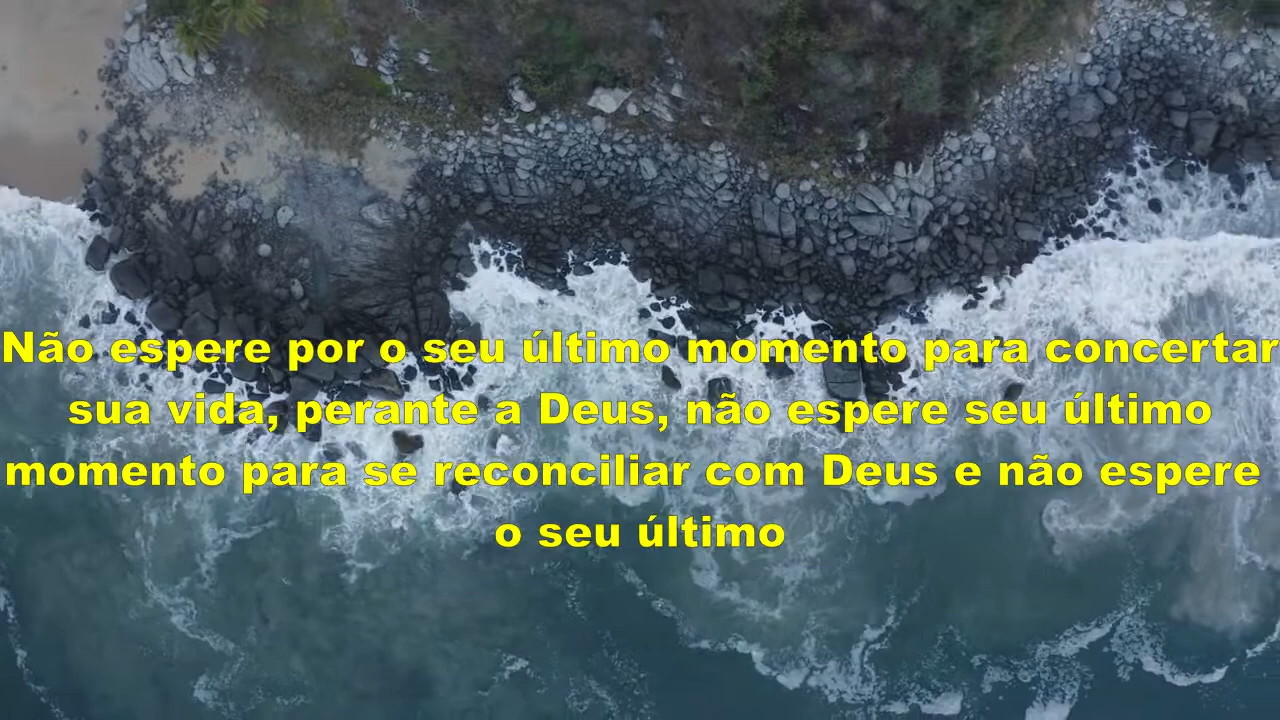 Não espere por o seu último momento para concertar
sua vida, perante a Deus, não espere seu último
momento para se reconciliar com Deus e não espere
o seu último